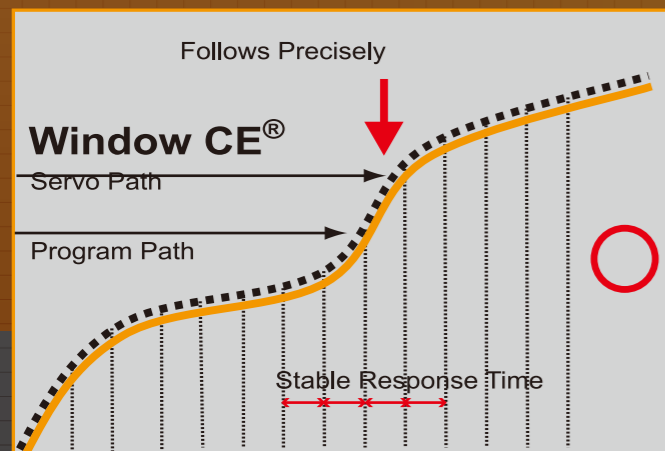 Follows Precisely
Window CE®
Servo Path
Program Path
Stable Response Time